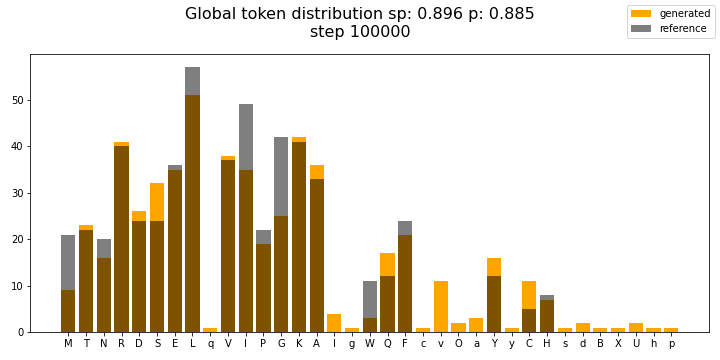 Global token distribution sp: 0.896 p: 0.885
step 100000
generated
reference
50
40
30
20
10
0
M T N R D S E L q V I P G K A l g W Q F c v O a Y y C H s d B X U h p